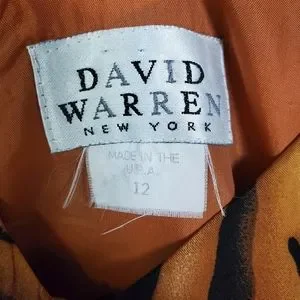 DAVID
WARREN
NEW YORK
MADE IN THE
U.S.A.
12